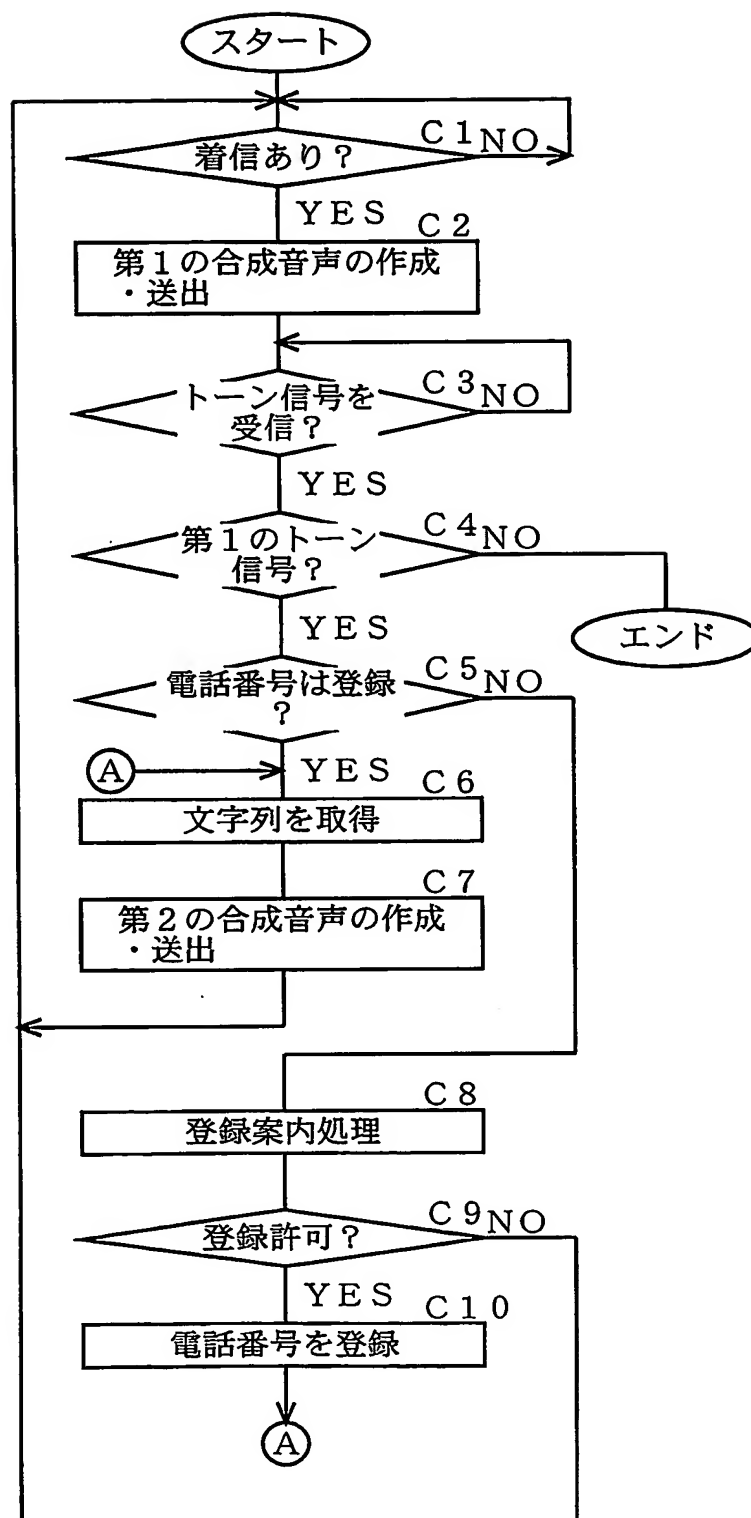 スタート
着信あり？
C1
NO
YES
C2
第1の合成音声の作成
・送出
トーン信号を
受信？
C3
NO
YES
第1のトーン
信号？
C4
NO
YES
エンド
電話番号は登録
？
C5
NO
A
YES
C6
文字列を取得
C7
第2の合成音声の作成
・送出
C8
登録案内処理
登録許可？
C9
NO
YES
C10
電話番号を登録
A